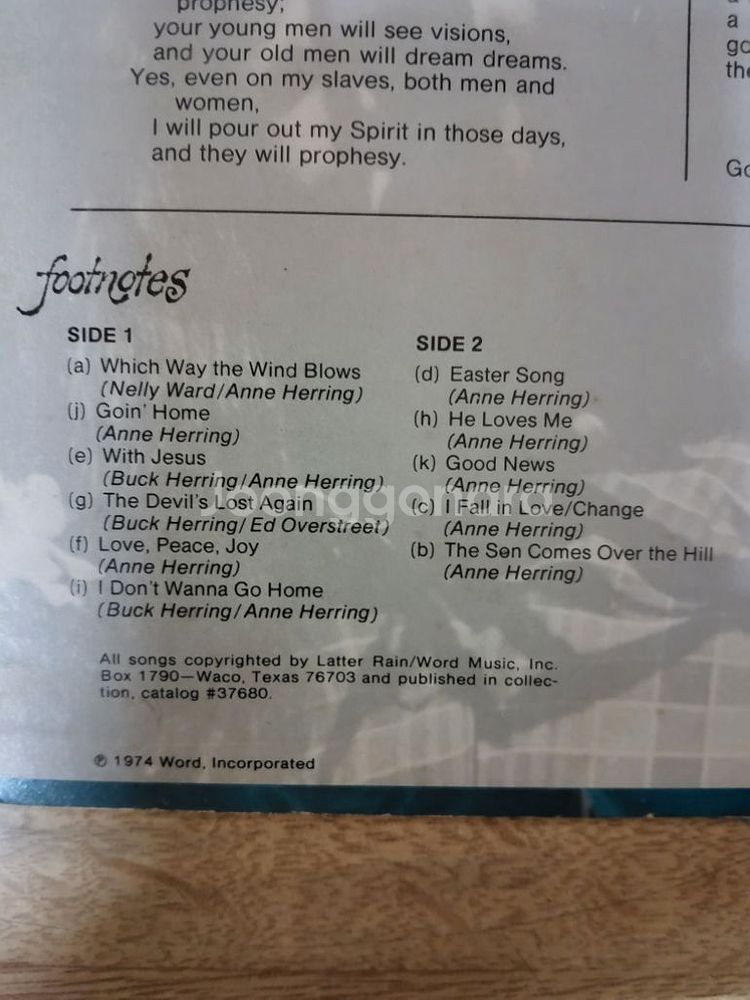 prophesy;
your young men will see visions,
and your old men will dream dreams.
Yes, even on my slaves, both men and
women,
I will pour out my Spirit in those days,
and they will prophesy.
a
go
the
Go
footnotes
SIDE 1
(a) Which Way the Wind Blows
(Nelly Ward/Anne Herring)
(j) Goin' Home
(Anne Herring)
(e) With Jesus
(Buck Herring/Anne Herring)
(g) The Devil's Lost Again
(Buck Herring/Ed Overstreet)
(f) Love, Peace, Joy
(Anne Herring)
(i) I Don't Wanna Go Home
(Buck Herring/Anne Herring)
SIDE 2
(d) Easter Song
(Anne Herring)
(h) He Loves Me
(Anne Herring)
(k) Good News
(Anne Herring)
(c) I Fall in Love/Change
(Anne Herring)
(b) The Son Comes Over the Hill
(Anne Herring)
All songs copyrighted by Latter Rain/Word Music, Inc.
Box 1790—Waco, Texas 76703 and published in collec-
tion, catalog #37680.
℗ 1974 Word, Incorporated